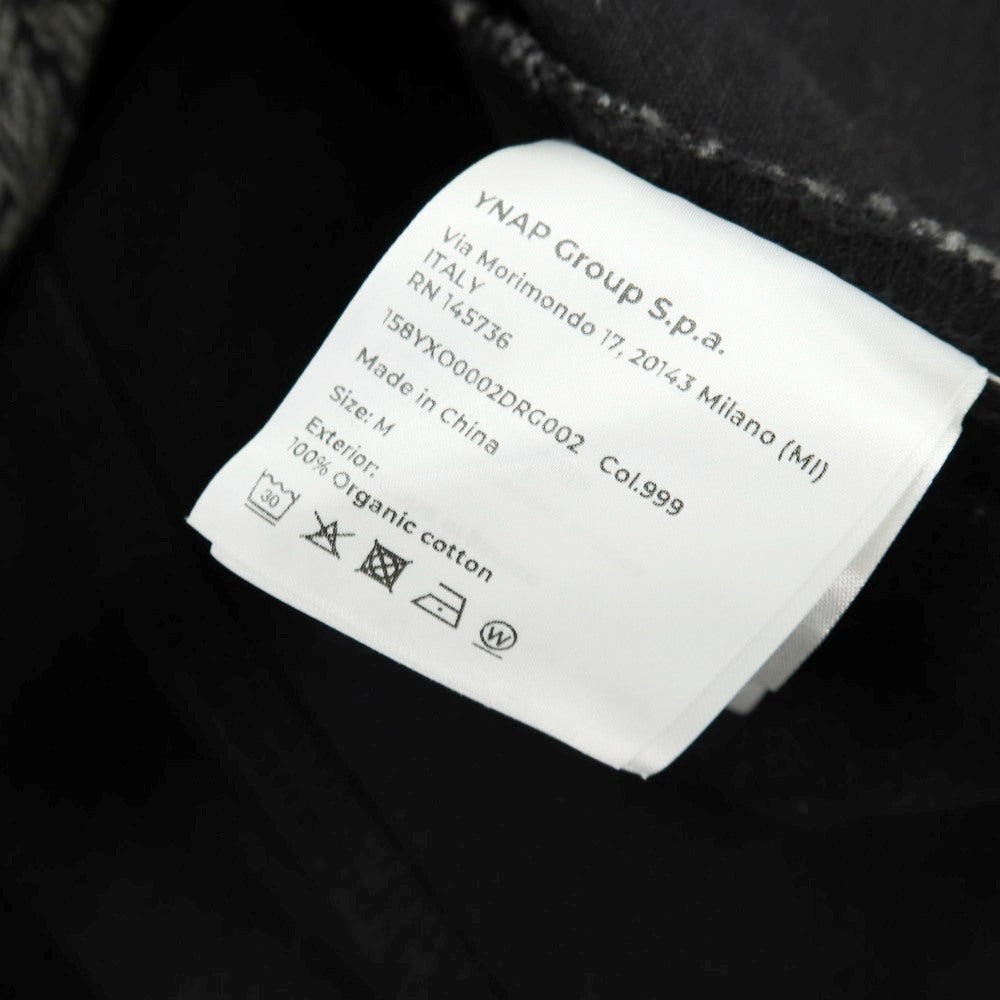 YNAP Group S.p.a.
Via Morimondo 17, 20143 Milano (MI)
ITALY
RN 145736
158YXO0002DRG002 Col.999
Made in China
Size: M
Exterior:
100% Organic cotton
30
W